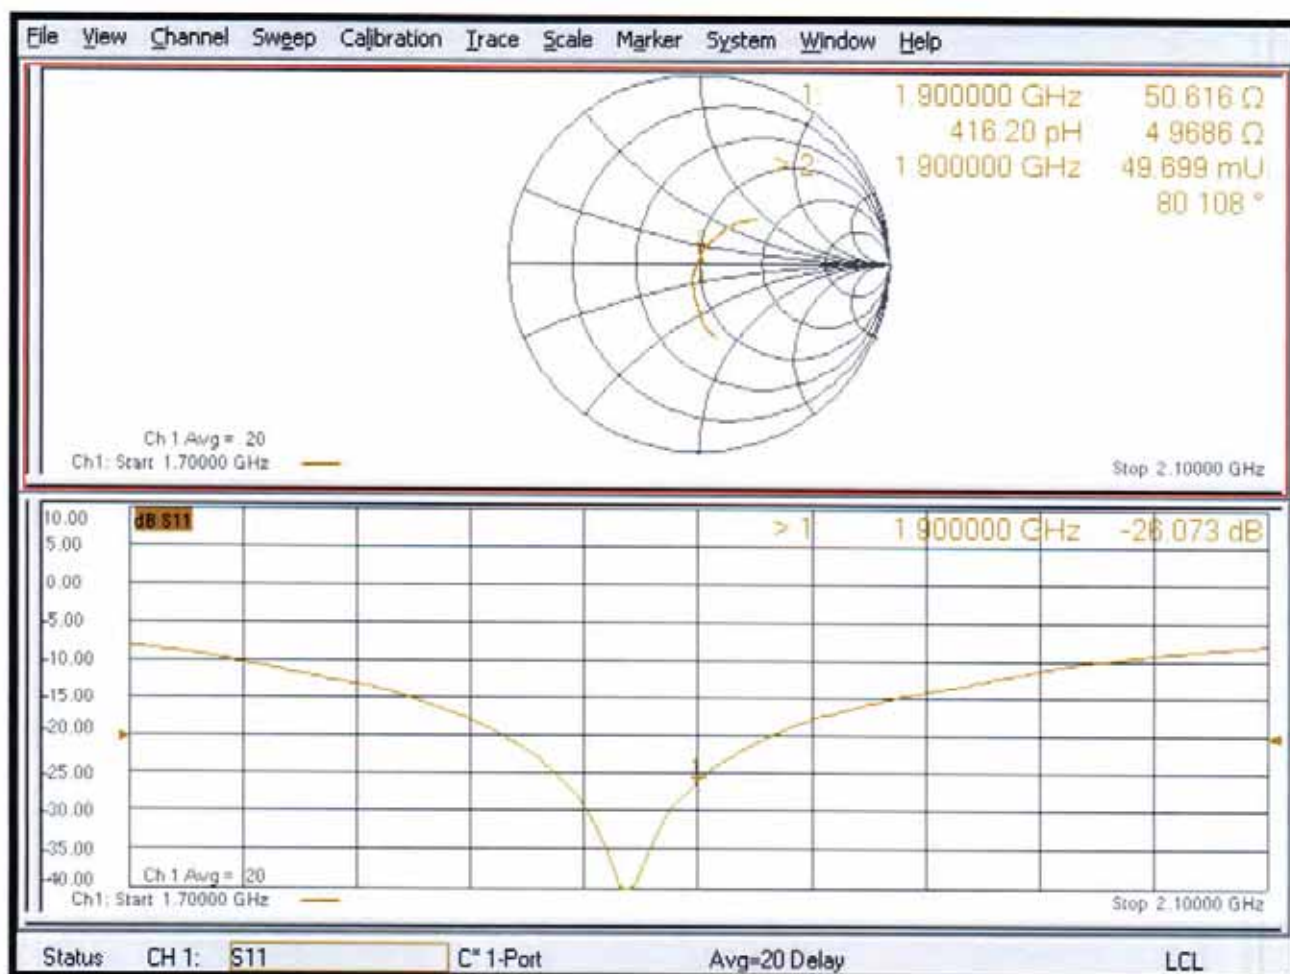 File View Channel Sweep Calibration Trace Scale Marker System Window Help
1: 1.900000 GHz 50.616 Ω
416.20 pH 4.9686 Ω
> 2 1.900000 GHz 49.699 mU
80 108 °
Ch 1 Avg = 20
Ch1: Start 1.70000 GHz
Stop 2.10000 GHz
10.00
dB S11
> 1 1.900000 GHz -26.073 dB
5.00
0.00
-5.00
-10.00
-15.00
-20.00
-25.00
1
-30.00
-35.00
-40.00
Ch 1 Avg = 20
Ch1: Start 1.70000 GHz
Stop 2.10000 GHz
Status CH 1: S11 C* 1-Port Avg=20 Delay LCL